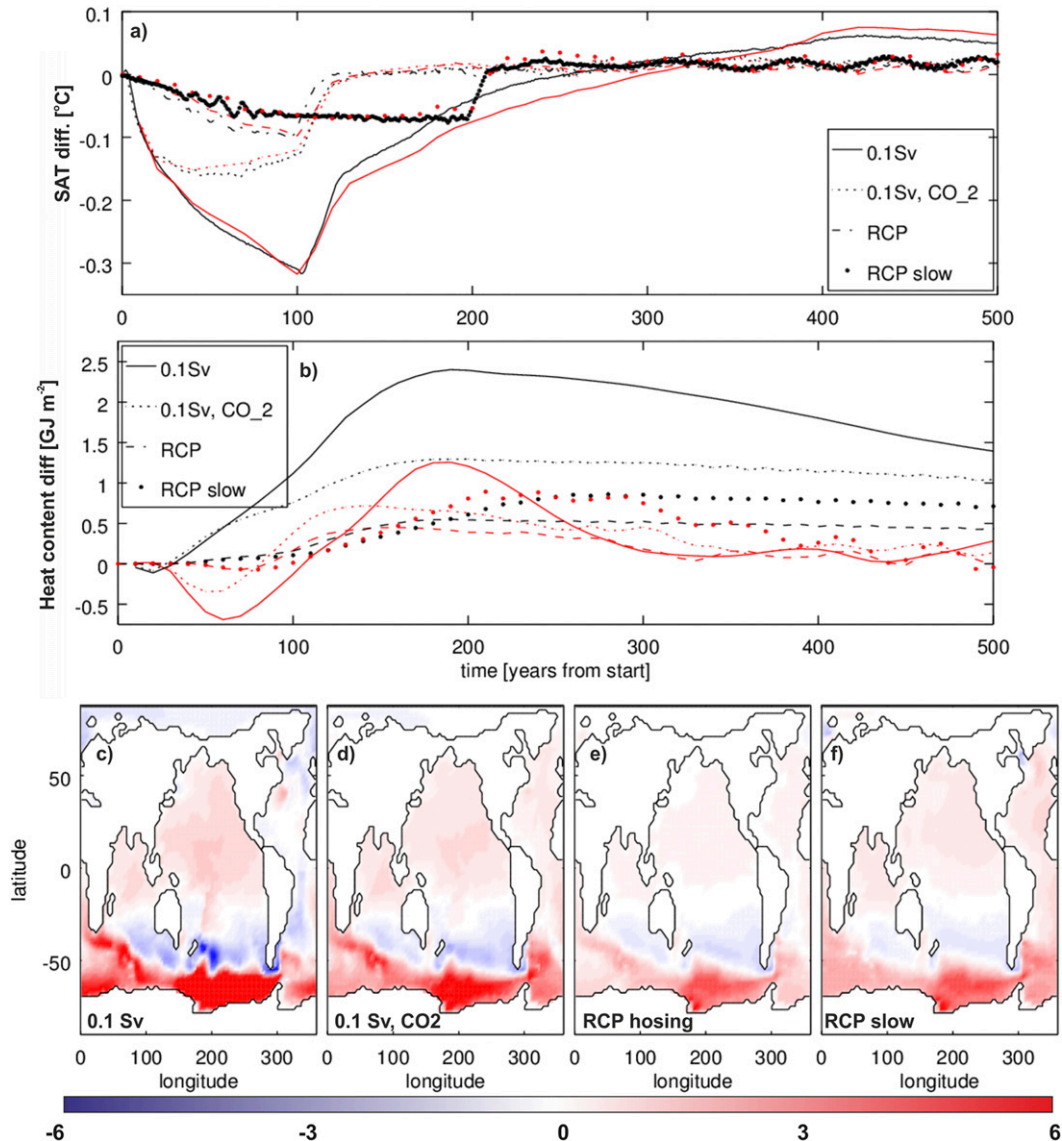 a)
SAT diff. [°C]
0.1
0
-0.1
-0.2
-0.3
0.1Sv
0.1Sv, CO_2
RCP
RCP slow
0 100 200 300 400 500
b)
Heat content diff [GJ m-2]
2.5
2
1.5
1
0.5
0
-0.5
0.1Sv
0.1Sv, CO_2
RCP
RCP slow
0 100 200 300 400 500
time [years from start]
c) d) e) f)
latitude
50
0
-50
0.1 Sv 0.1 Sv, CO2 RCP hosing RCP slow
0 100 200 300 0 100 200 300 0 100 200 300 0 100 200 300
longitude longitude longitude longitude
-6 -3 0 3 6